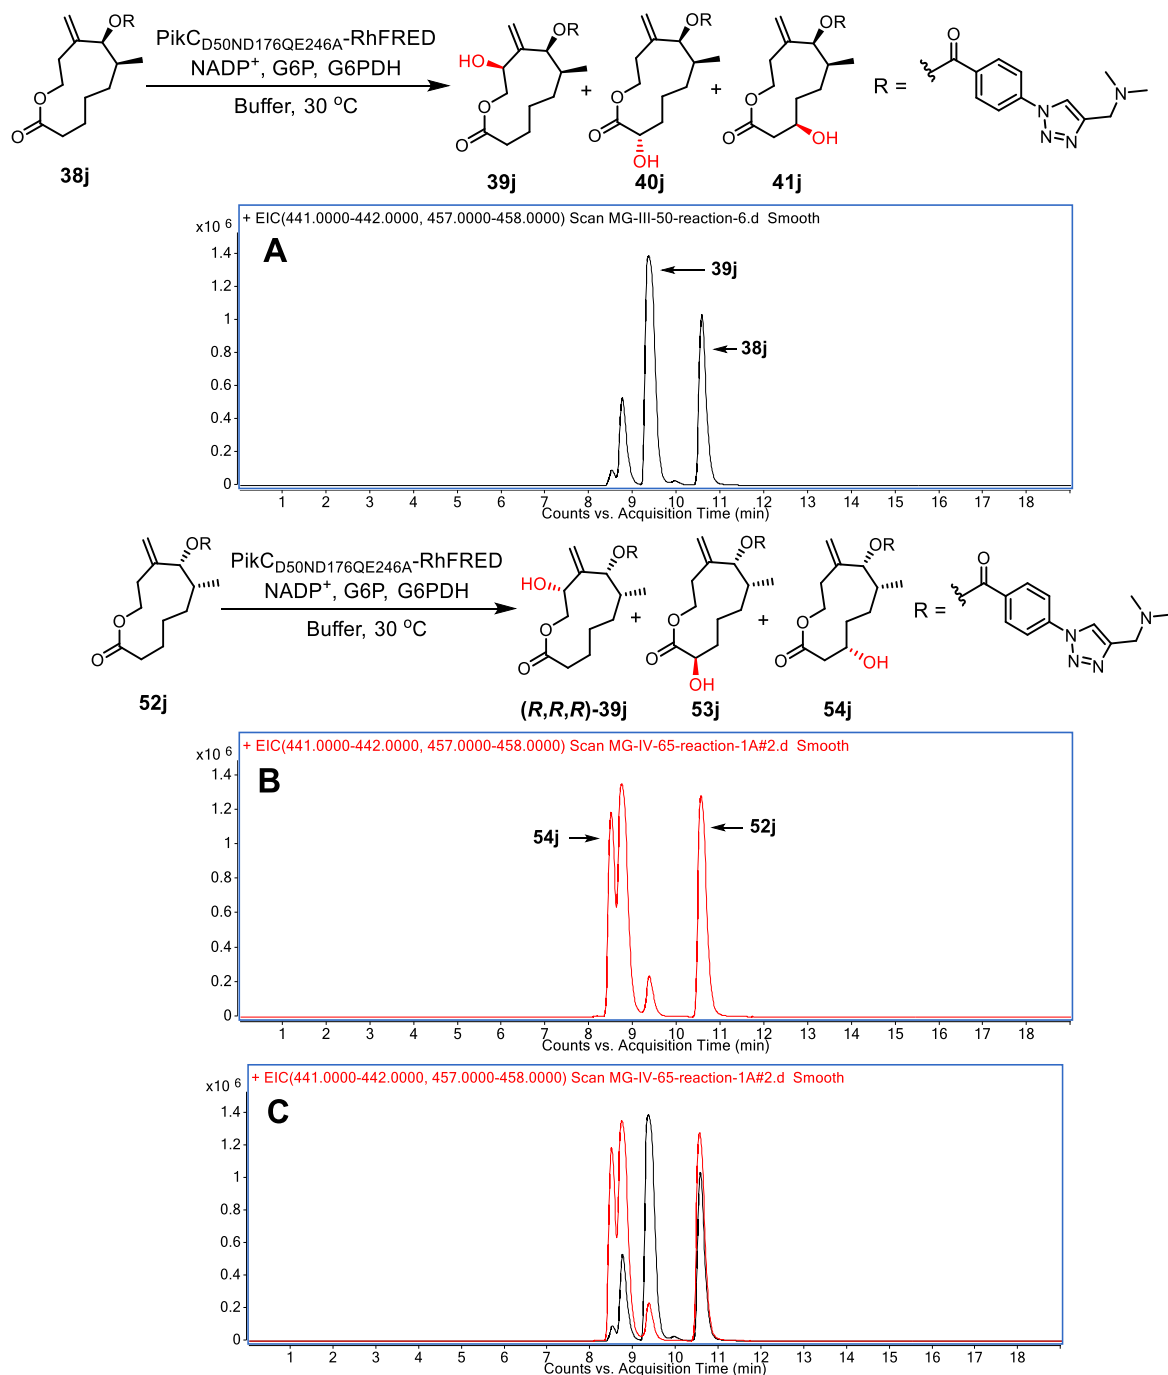 OR
PikC_D50ND176QE246A-RhFRED
NADP⁺, G6P, G6PDH
Buffer, 30 °C
O
O
38j
OR
HO
O
O
39j
+
OR
O
O
OH
40j
+
OR
O
O
OH
41j
R =
O
N
N=N
N
+ EIC(441.0000-442.0000, 457.0000-458.0000) Scan MG-III-50-reaction-6.d Smooth
x10 6
A
1.4
1.2
1
0.8
0.6
0.4
0.2
0
39j
38j
1 2 3 4 5 6 7 8 9 10 11 12 13 14 15 16 17 18
Counts vs. Acquisition Time (min)
OR
PikC_D50ND176QE246A-RhFRED
NADP⁺, G6P, G6PDH
Buffer, 30 °C
O
O
52j
OR
HO
O
O
(R,R,R)-39j
+
OR
O
O
OH
53j
+
OR
O
O
OH
54j
R =
O
N
N=N
N
+ EIC(441.0000-442.0000, 457.0000-458.0000) Scan MG-IV-65-reaction-1A#2.d Smooth
x10 6
B
1.4
1.2
1
0.8
0.6
0.4
0.2
0
54j
52j
1 2 3 4 5 6 7 8 9 10 11 12 13 14 15 16 17 18
Counts vs. Acquisition Time (min)
+ EIC(441.0000-442.0000, 457.0000-458.0000) Scan MG-IV-65-reaction-1A#2.d Smooth
x10 6
C
1.4
1.2
1
0.8
0.6
0.4
0.2
0
1 2 3 4 5 6 7 8 9 10 11 12 13 14 15 16 17 18
Counts vs. Acquisition Time (min)